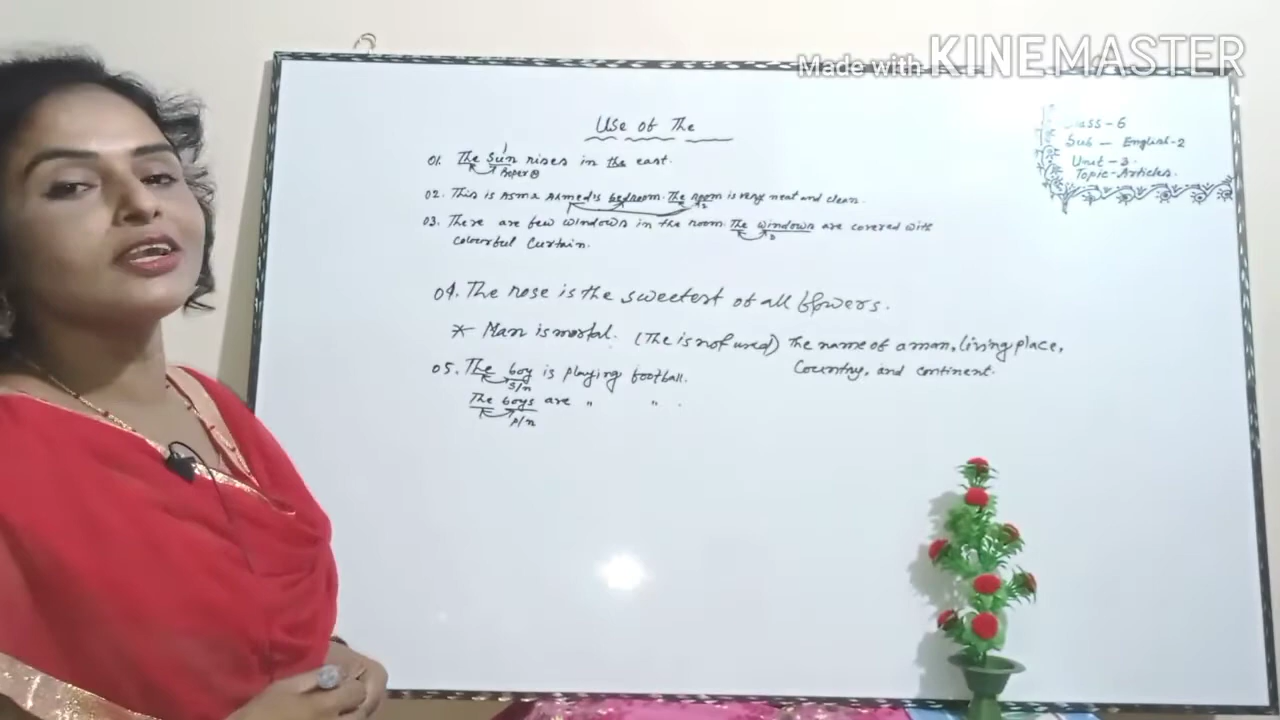 Made with KINEMASTER
Use of The
Class - 6
Sub - English-2
Unit - 3.
Topic-Articles.
01. The sun rises in the east.
1
Proper
02. This is Asma Ahmed's bedroom. The room is very neat and clean.
2
03. There are few windows in the room. The windows are covered with
3
colourful curtain.
04. The rose is the sweetest of all flowers.
* Man is mortal. (The is not used) The name of a man, living place,
Country, and continent.
05. The boy is playing football.
S/n
The boys are " " .
P/n